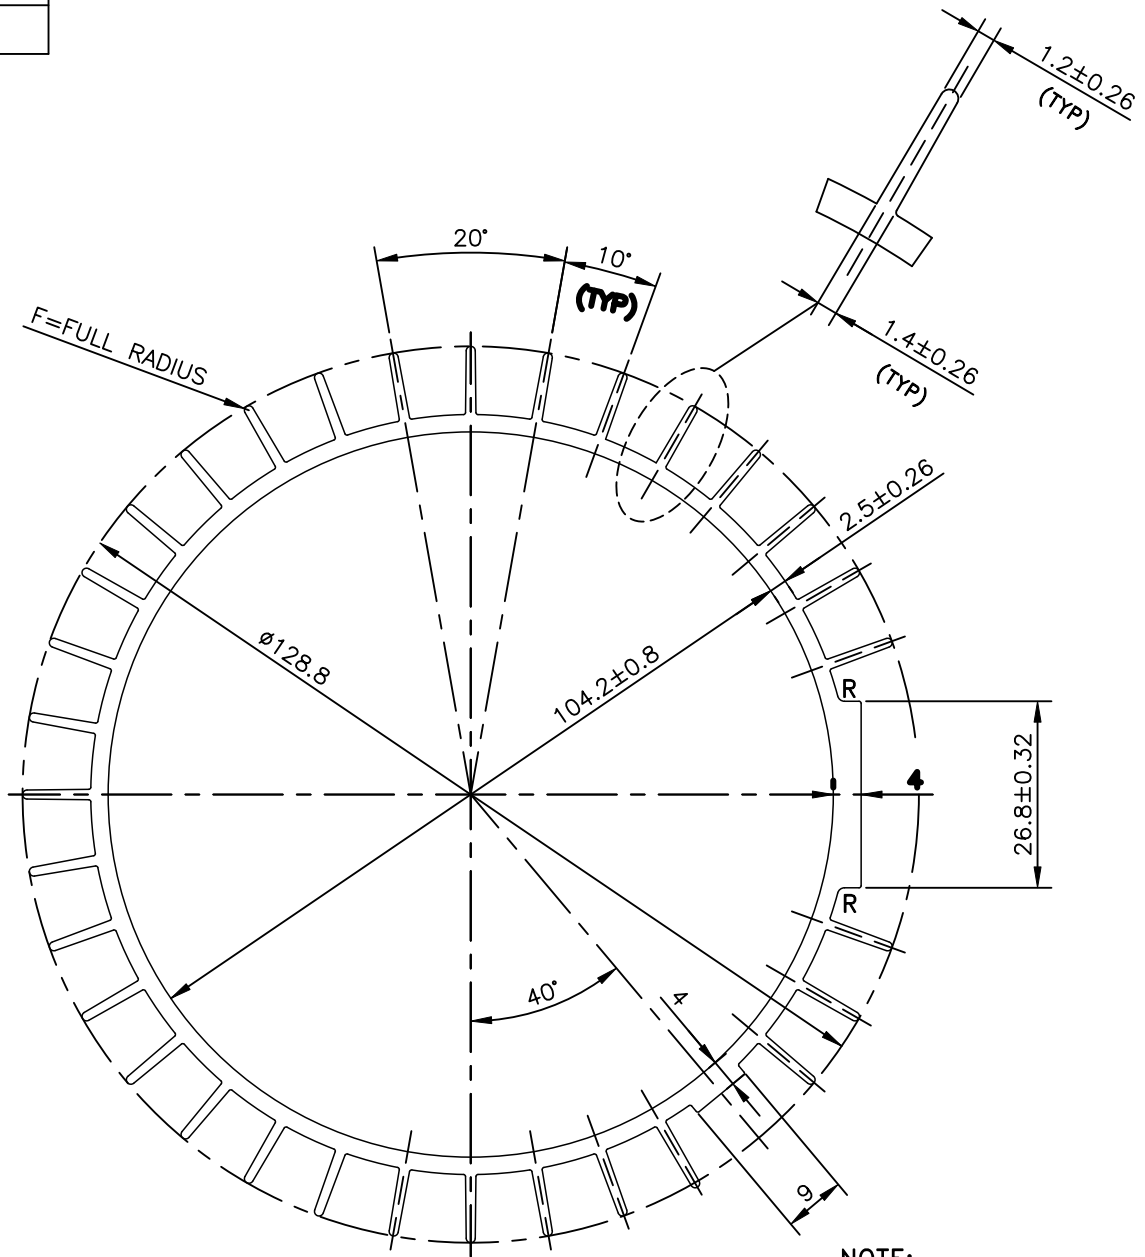 1.2±0.26
(TYP)
20°
10°
(TYP)
F=FULL RADIUS
1.4±0.26
(TYP)
2.5±0.26
ø128.8
104.2±0.8
R
4
26.8±0.32
R
40°
4
9
NOTE: